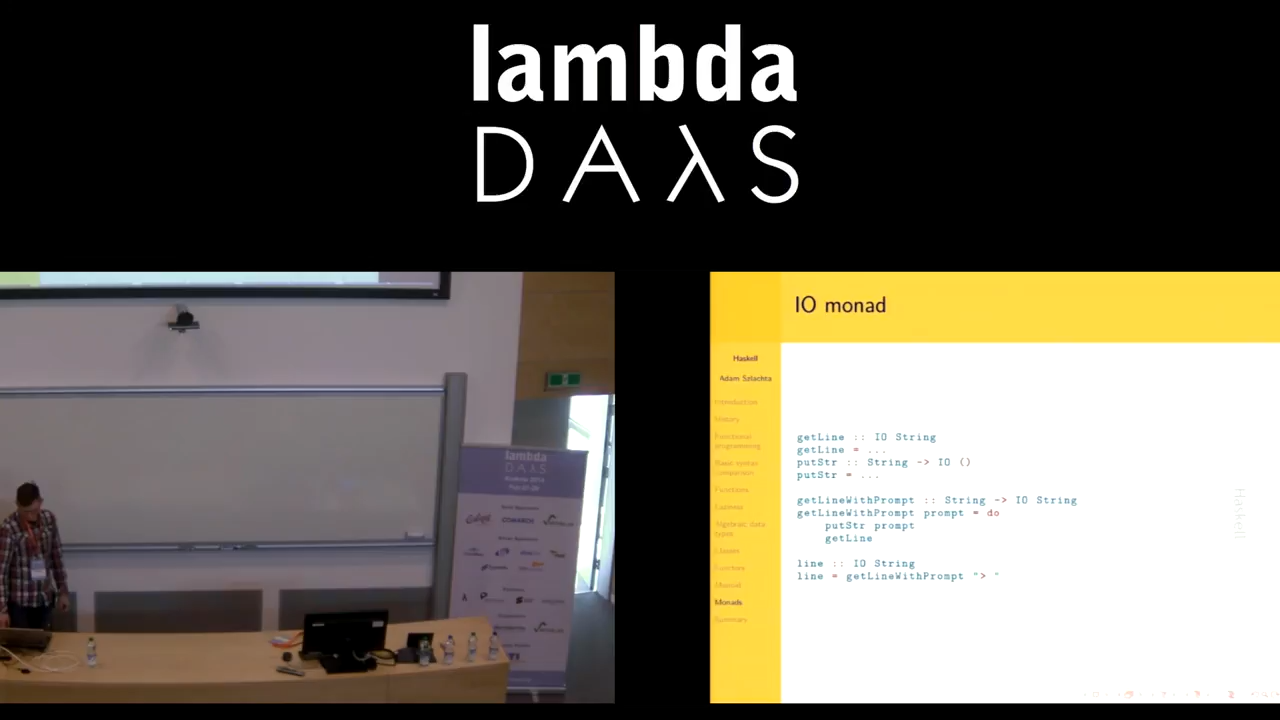 lambda
DAλS
IO monad
Haskell
Adam Szlachta
Introduction
History
Functional
programming
Basic syntax
comparison
Functions
Laziness
Algebraic data
types
Classes
Functors
Monoid
Monads
Summary
getLine :: IO String
getLine = ...
putStr :: String -> IO ()
putStr = ...
getLineWithPrompt :: String -> IO String
getLineWithPrompt prompt = do
putStr prompt
getLine
line :: IO String
line = getLineWithPrompt "> "
Haskell
lambda
DAλS
COMARCH